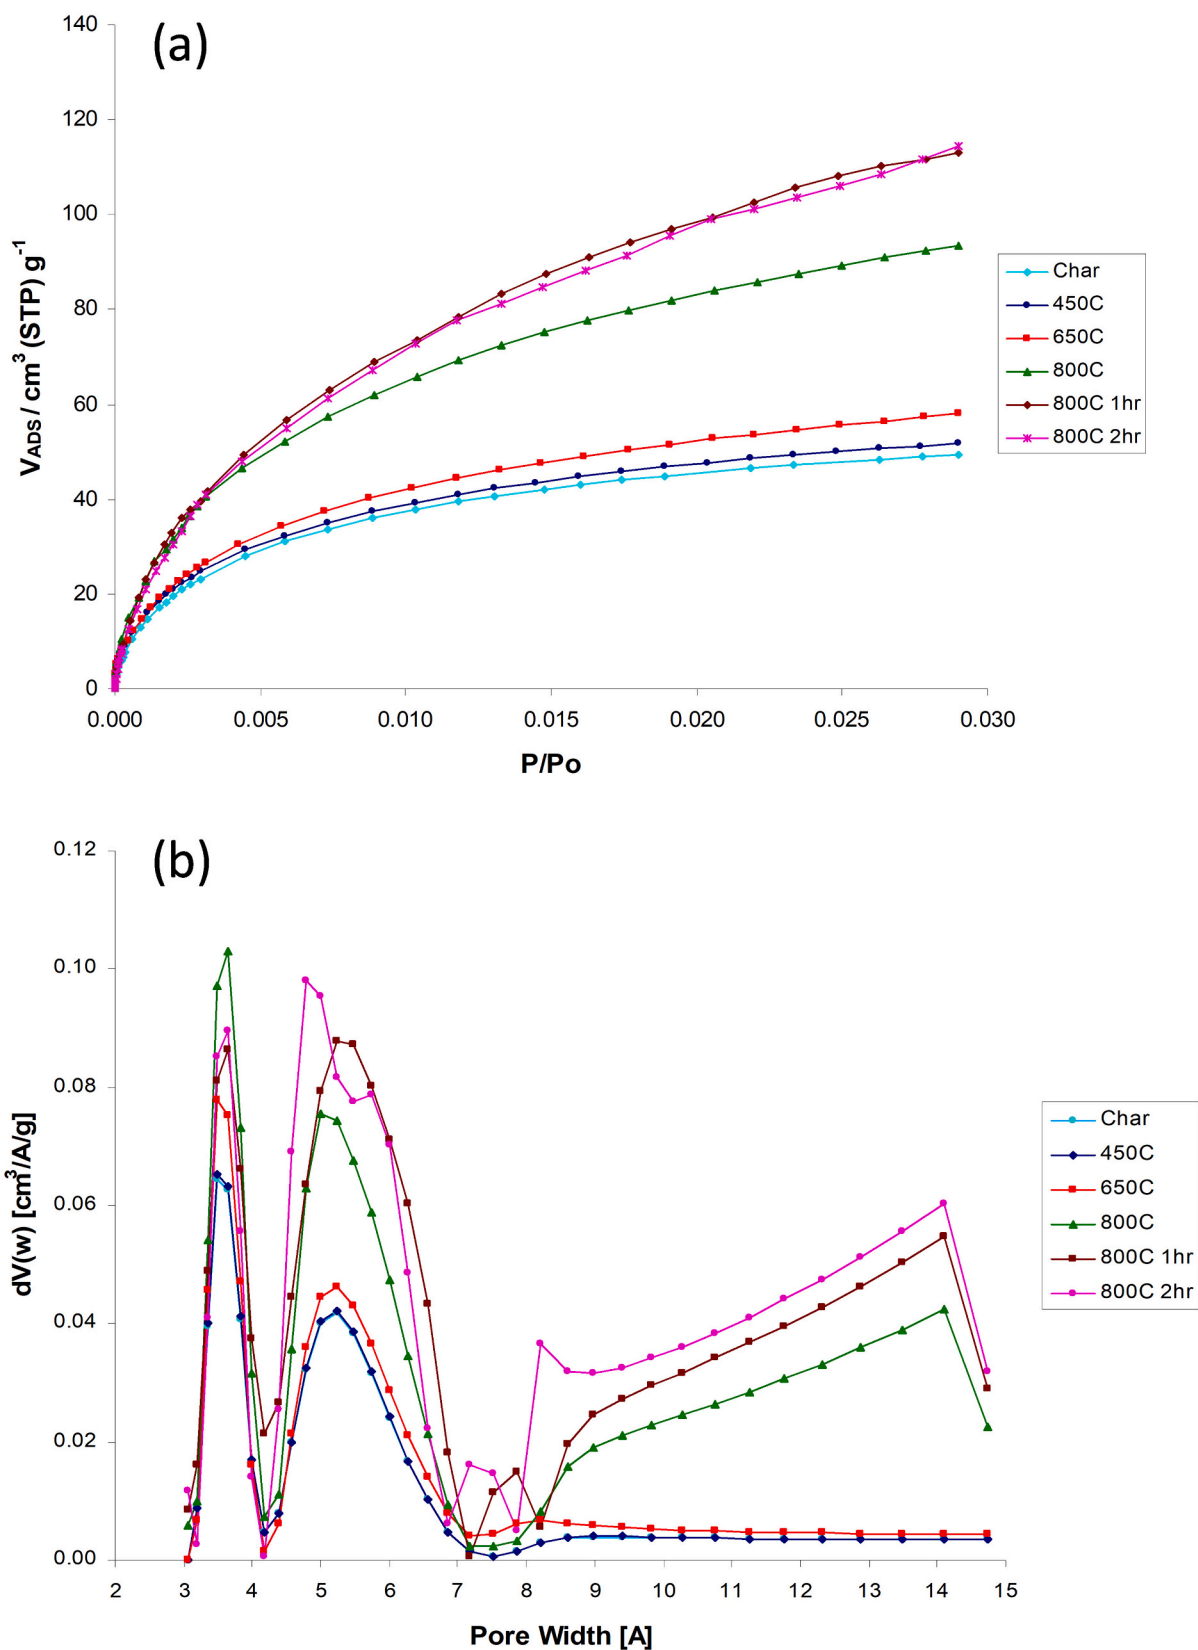 (a)
140
120
100
80
60
40
20
0
V_ADS / cm³ (STP) g⁻¹
0.000 0.005 0.010 0.015 0.020 0.025 0.030
P/Po
Char
450C
650C
800C
800C 1hr
800C 2hr
(b)
0.12
0.10
0.08
0.06
0.04
0.02
0.00
dV(w) [cm³/A/g]
2 3 4 5 6 7 8 9 10 11 12 13 14 15
Pore Width [A]
Char
450C
650C
800C
800C 1hr
800C 2hr